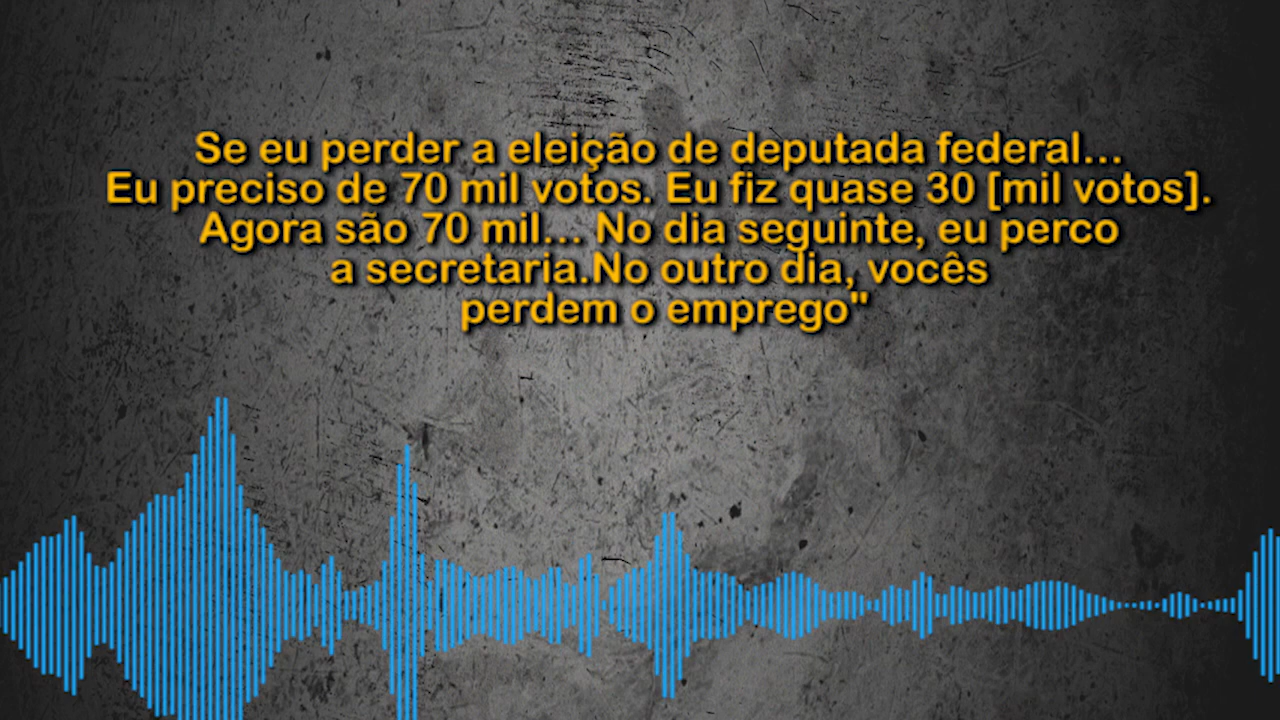 Se eu perder a eleição de deputada federal...
Eu preciso de 70 mil votos. Eu fiz quase 30 [mil votos].
Agora são 70 mil... No dia seguinte, eu perco
a secretaria.No outro dia, vocês
perdem o emprego"